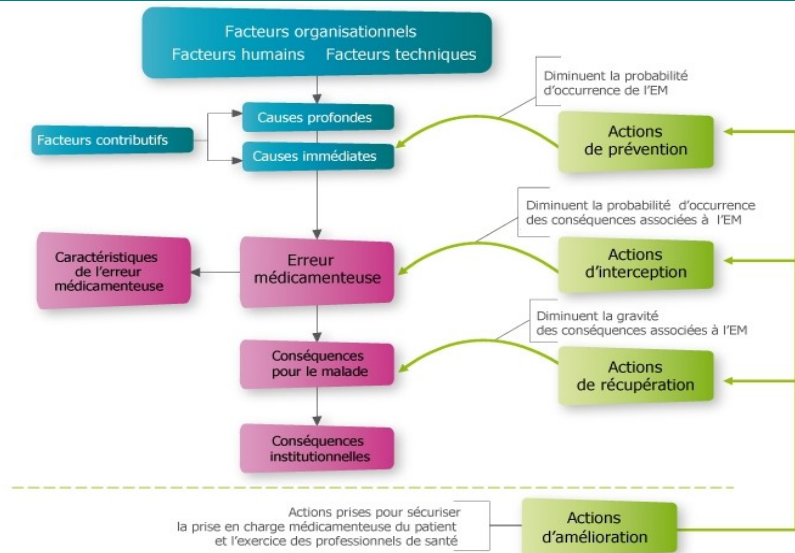 Facteurs organisationnels
Facteurs humains Facteurs techniques
Diminuent la probabilité
d'occurrence de l'EM
Causes profondes
Facteurs contributifs
Causes immédiates
Actions
de prévention
Diminuent la probabilité d'occurrence
des conséquences associées à l'EM
Caractéristiques
de l'erreur
médicamenteuse
Erreur
médicamenteuse
Actions
d'interception
Diminuent la gravité
des conséquences associées à l'EM
Conséquences
pour le malade
Actions
de récupération
Conséquences
institutionnelles
Actions prises pour sécuriser
la prise en charge médicamenteuse du patient
et l'exercice des professionnels de santé
Actions
d'amélioration